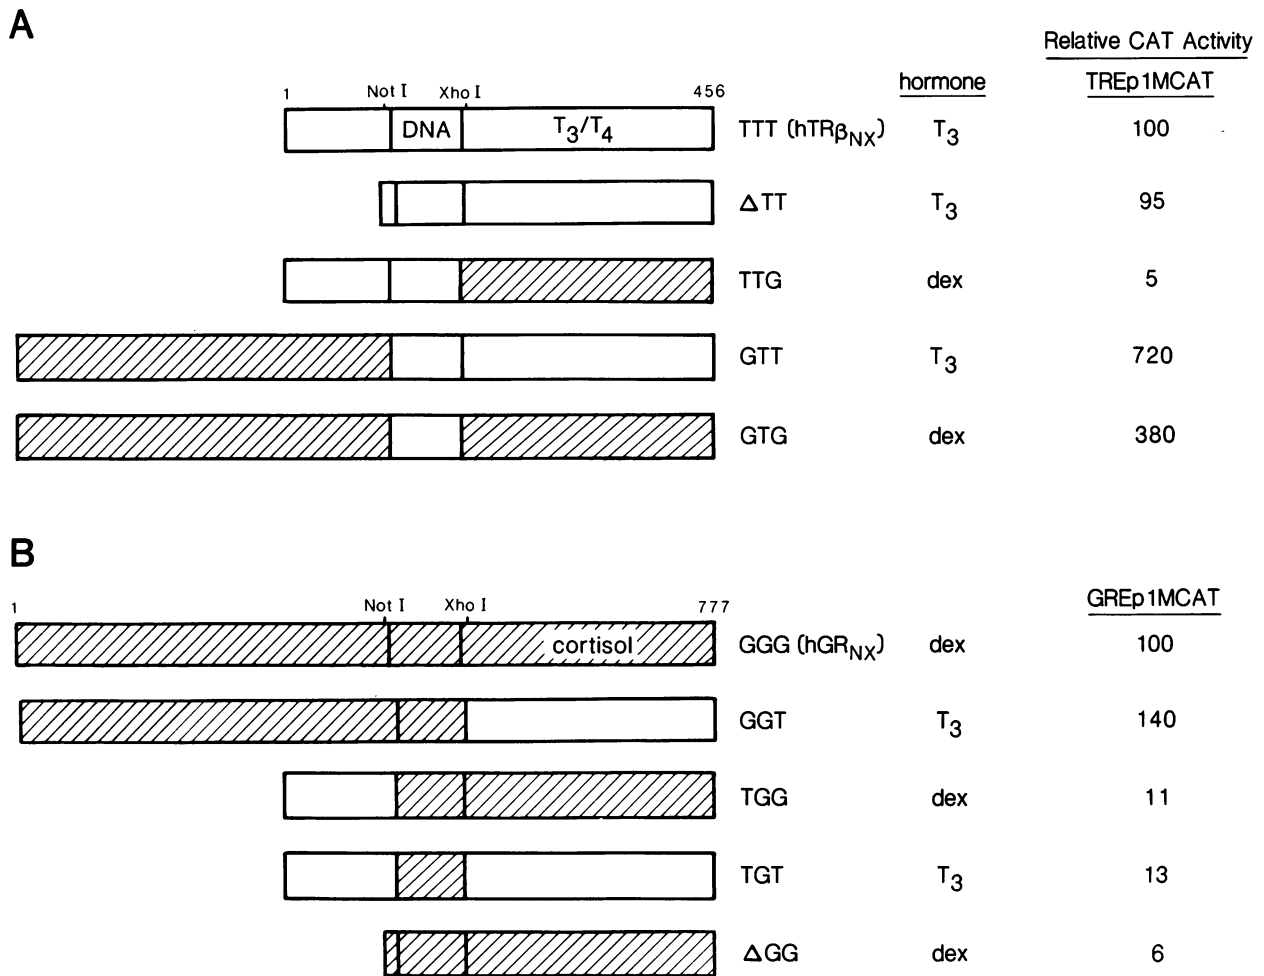 A
Relative CAT Activity
hormone TREp1MCAT
1 Not I Xho I 456
DNA T3/T4 TTT (hTRβNX) T3 100
ΔTT T3 95
TTG dex 5
GTT T3 720
GTG dex 380
B
1 Not I Xho I 777 GREp1MCAT
cortisol GGG (hGRNX) dex 100
GGT T3 140
TGG dex 11
TGT T3 13
ΔGG dex 6